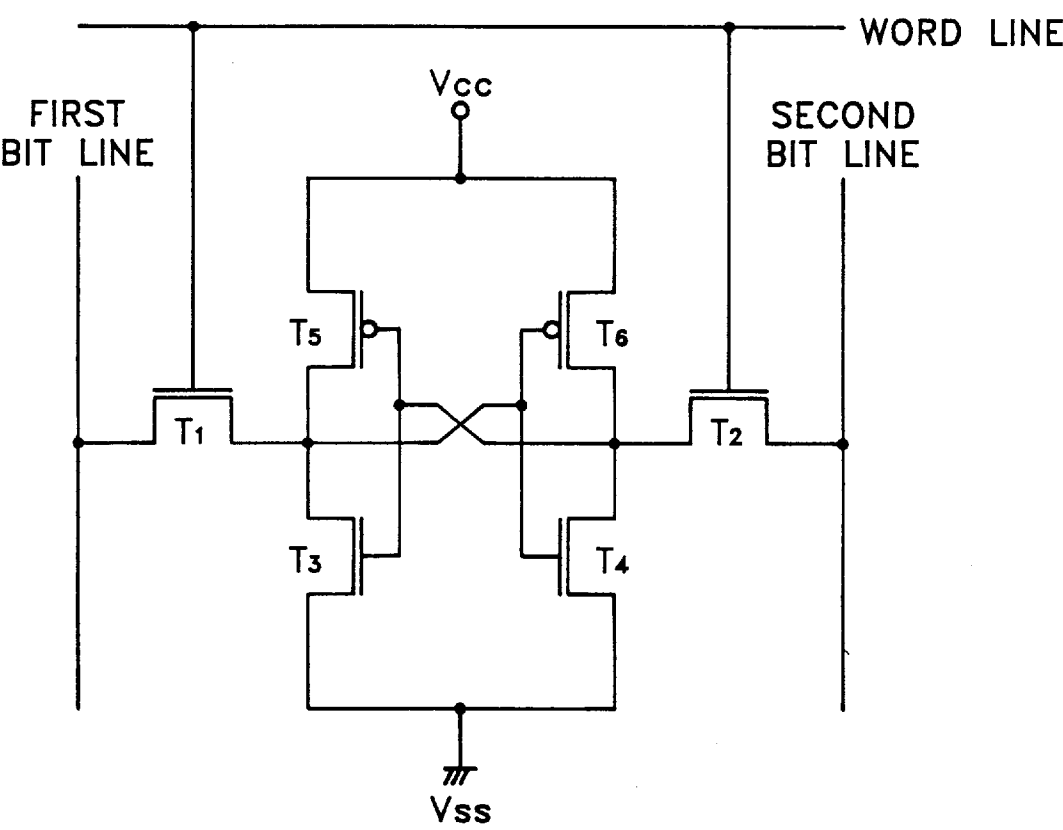 WORD LINE
Vcc
FIRST
BIT LINE
SECOND
BIT LINE
T5
T6
T1
T2
T3
T4
Vss